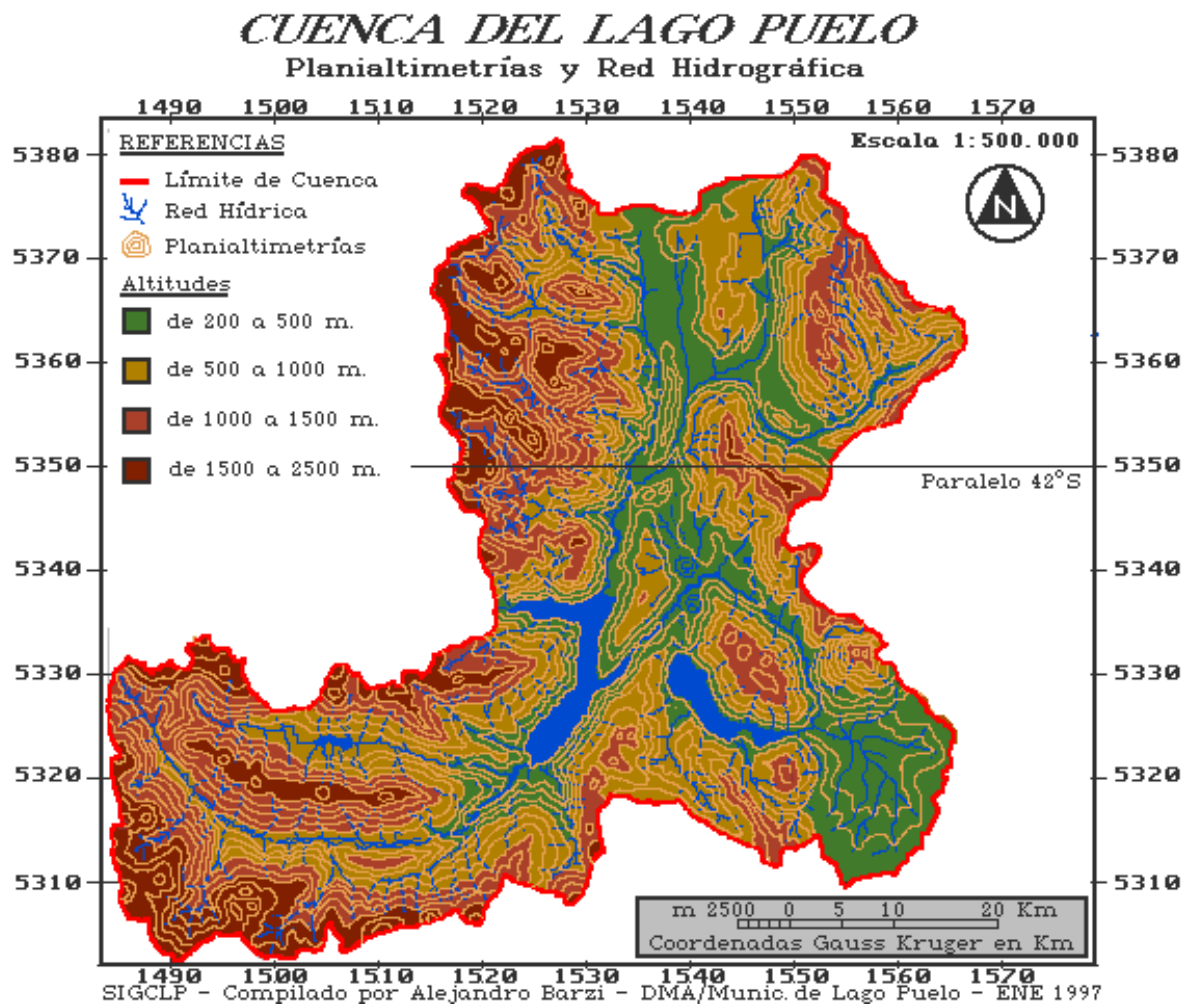 CUENCA DEL LAGO PUELO
Planialtimetrías y Red Hidrográfica
1490 1500 1510 1520 1530 1540 1550 1560 1570
REFERENCIAS
Límite de Cuenca
Red Hídrica
Planialtimetrías
Altitudes
de 200 a 500 m.
de 500 a 1000 m.
de 1000 a 1500 m.
de 1500 a 2500 m.
Escala 1:500.000
N
5380 5380
5370 5370
5360 5360
5350 5350
Paralelo 42°S
5340 5340
5330 5330
5320 5320
5310 5310
m 2500 0 5 10 20 Km
Coordenadas Gauss Kruger en Km
1490 1500 1510 1520 1530 1540 1550 1560 1570
SIGCLP - Compilado por Alejandro Barzi - DMA/Munic. de Lago Puelo - ENE 1997